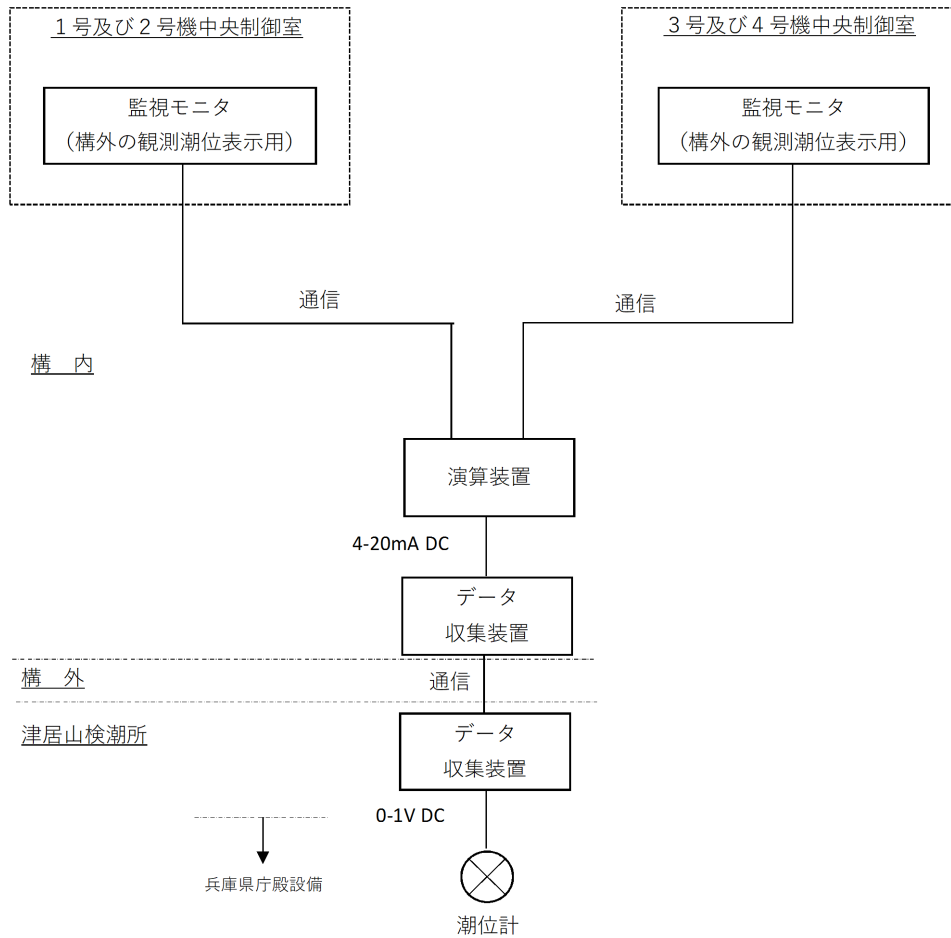 １号及び２号機中央制御室
３号及び４号機中央制御室
監視モニタ
（構外の観測潮位表示用）
監視モニタ
（構外の観測潮位表示用）
通信
通信
構　内
演算装置
4-20mA DC
データ
収集装置
構　外
通信
津居山検潮所
データ
収集装置
0-1V DC
兵庫県庁殿設備
潮位計